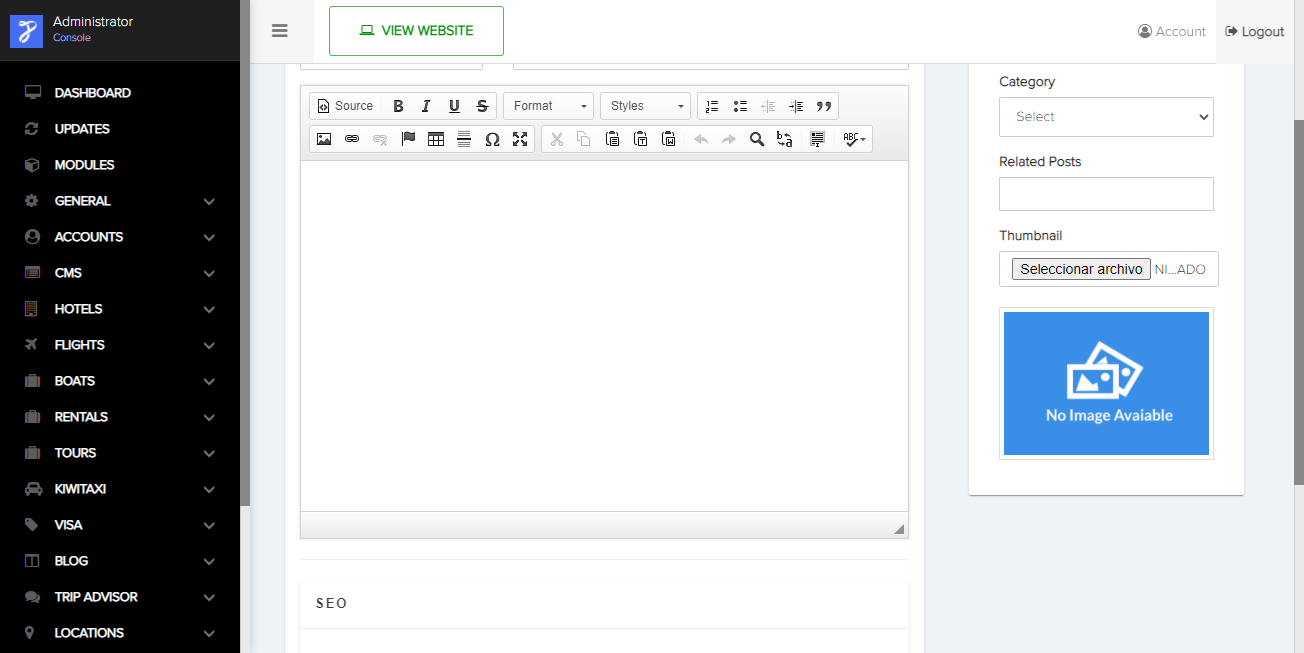 Administrator
Console
VIEW WEBSITE
Account
Logout
DASHBOARD
UPDATES
MODULES
GENERAL
ACCOUNTS
CMS
HOTELS
FLIGHTS
BOATS
RENTALS
TOURS
KIWITAXI
VISA
BLOG
TRIP ADVISOR
LOCATIONS
Source B I U S Format Styles
Ω ABC
SEO
Category
Select
Related Posts
Thumbnail
Seleccionar archivo NI...ADO
No Image Avaiable